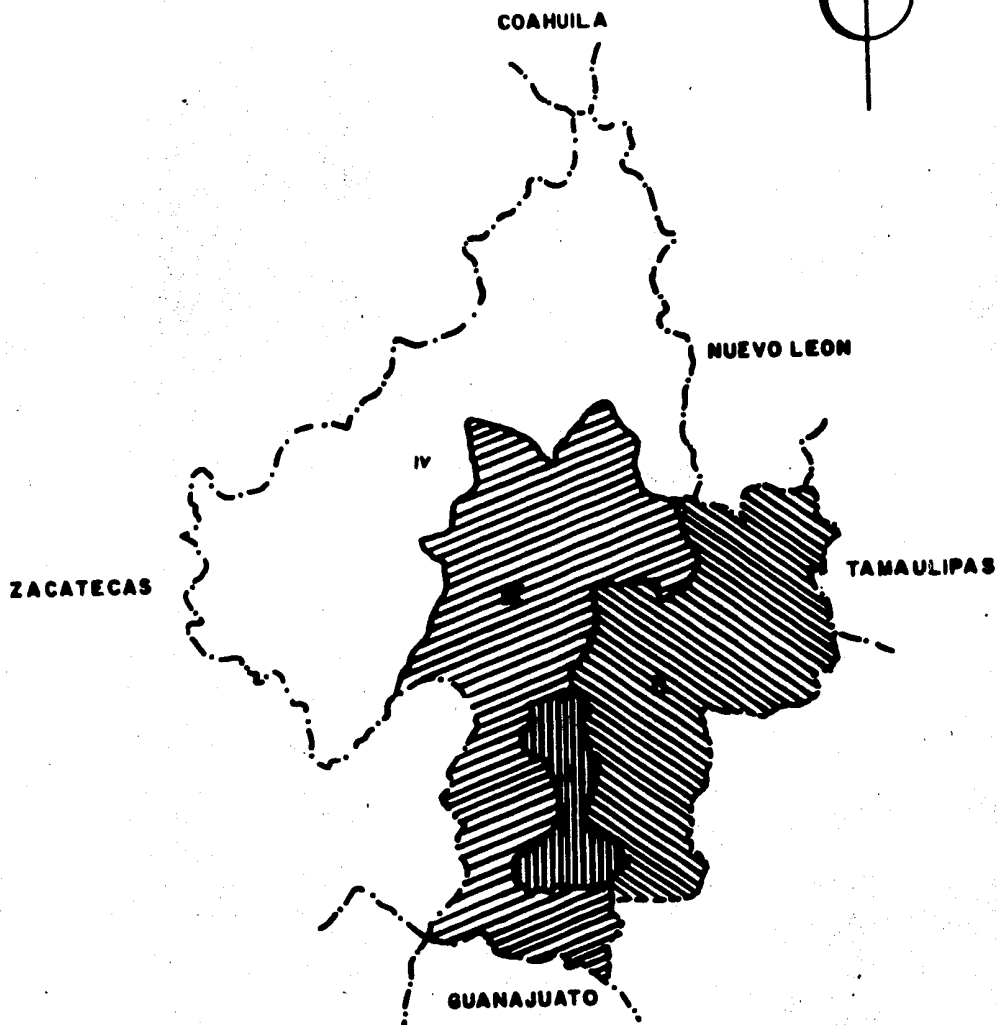 COAHUILA
NUEVO LEON
IV
ZACATECAS
TAMAULIPAS
GUANAJUATO